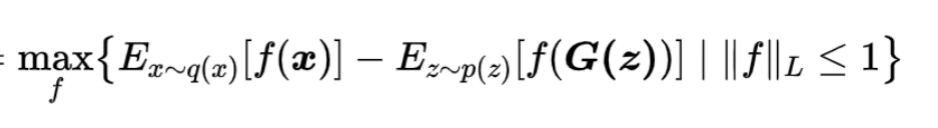 = max_f {E_{x∼q(x)}[f(x)] − E_{z∼p(z)}[f(G(z))] | ‖f‖_L ≤ 1}